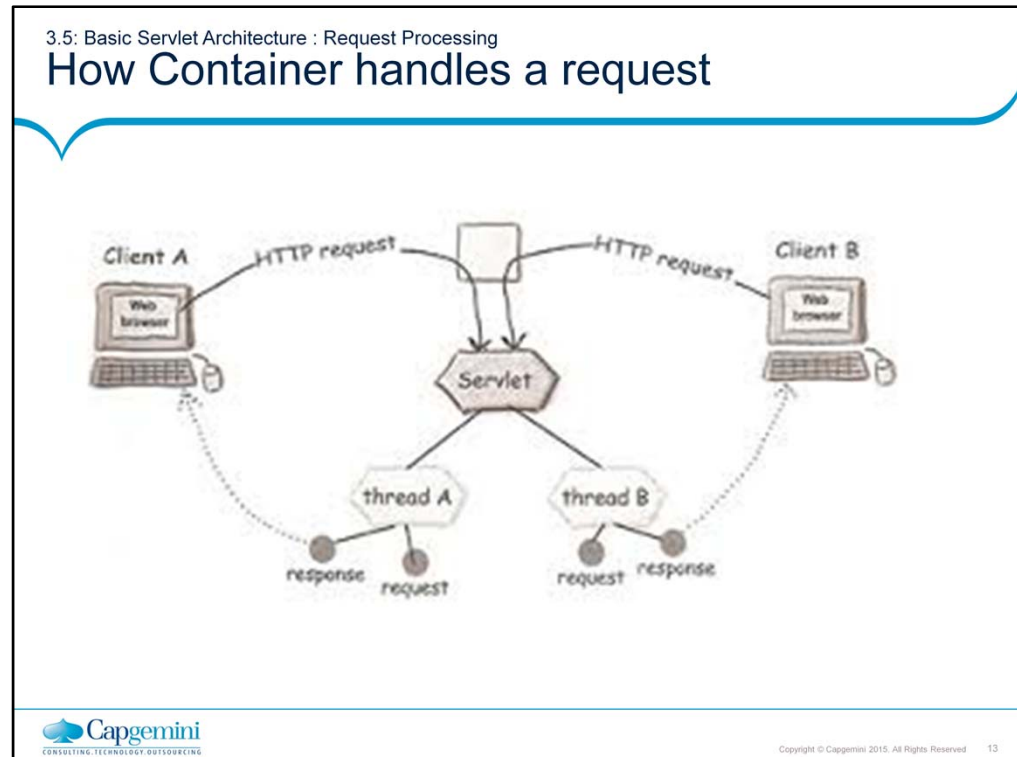 3.5: Basic Servlet Architecture : Request Processing
How Container handles a request
Client A
HTTP request
HTTP request
Client B
Web
browser
Web
browser
Servlet
thread A
thread B
response
request
request
response
Capgemini
CONSULTING.TECHNOLOGY.OUTSOURCING
Copyright © Capgemini 2015. All Rights Reserved 13